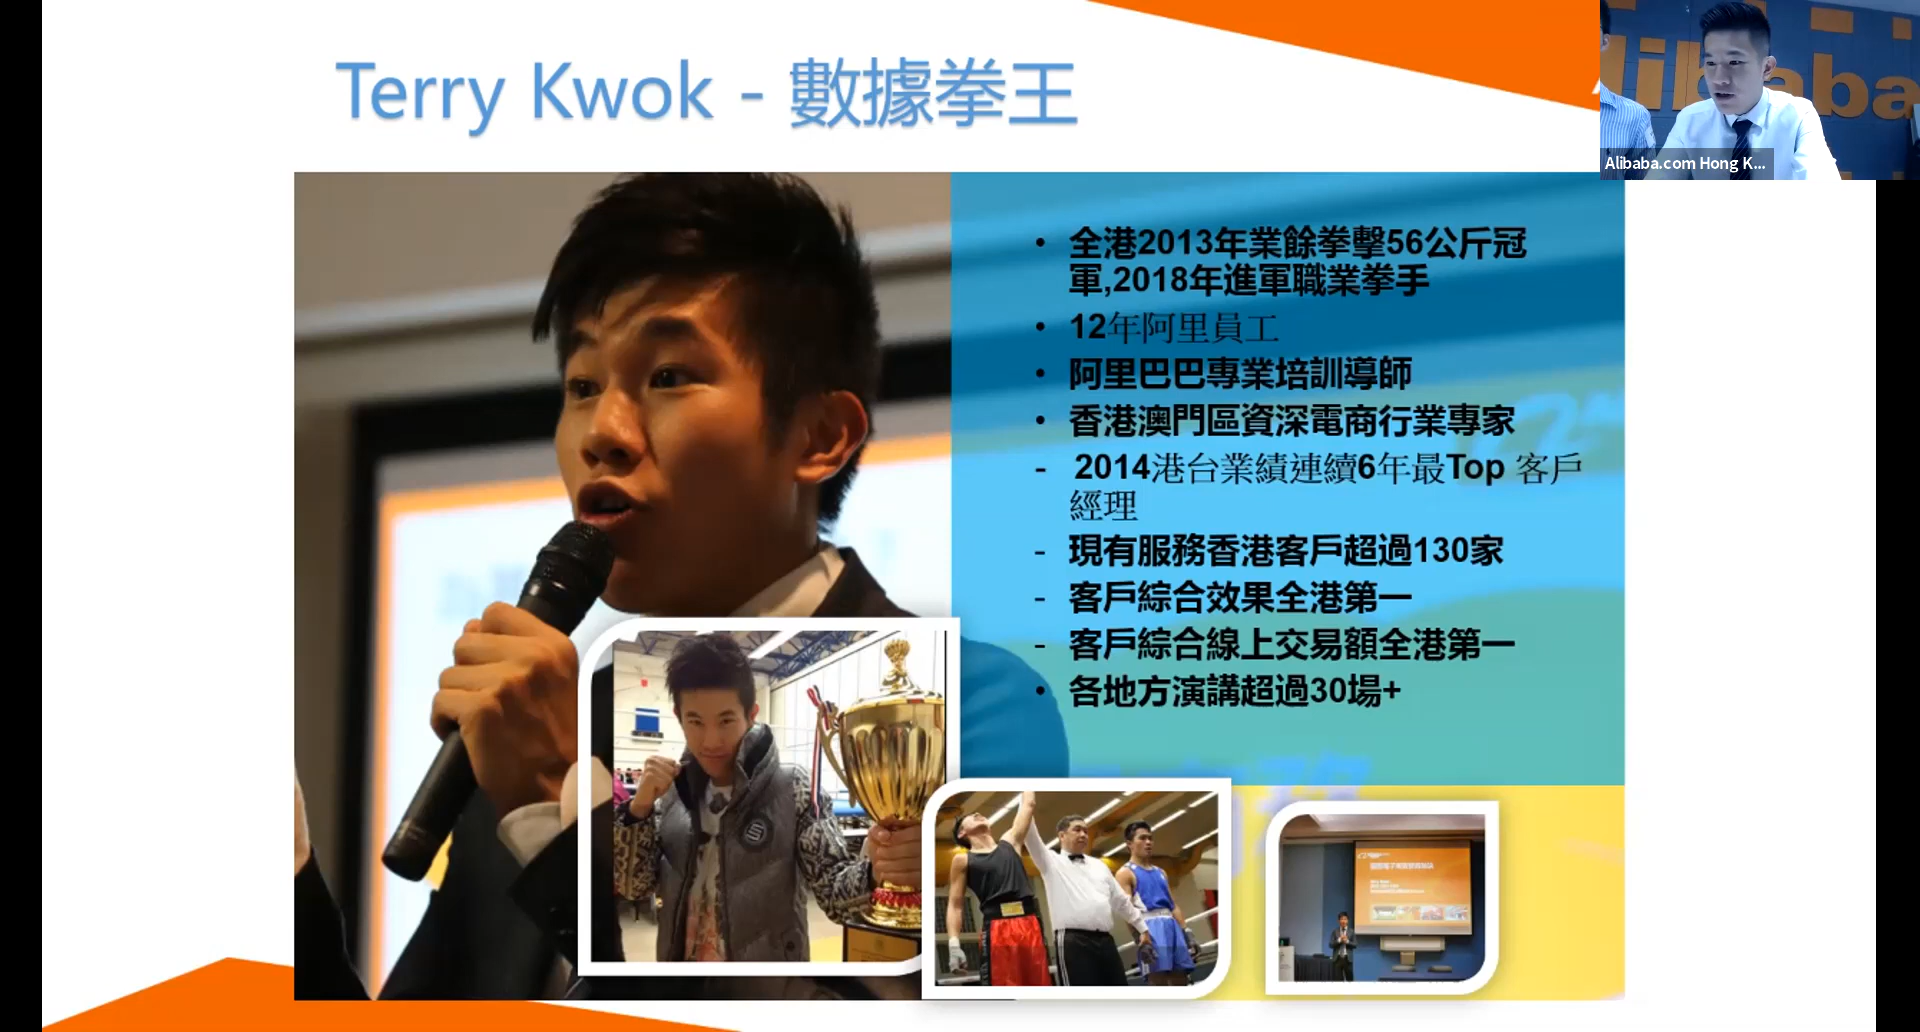 Terry Kwok - 數據拳王
libaba
Alibaba.com Hong K...
• 全港2013年業餘拳擊56公斤冠
軍,2018年進軍職業拳手
• 12年阿里員工
• 阿里巴巴專業培訓導師
• 香港澳門區資深電商行業專家
- 2014港台業績連續6年最Top 客戶
經理
- 現有服務香港客戶超過130家
- 客戶綜合效果全港第一
- 客戶綜合線上交易額全港第一
• 各地方演講超過30場+